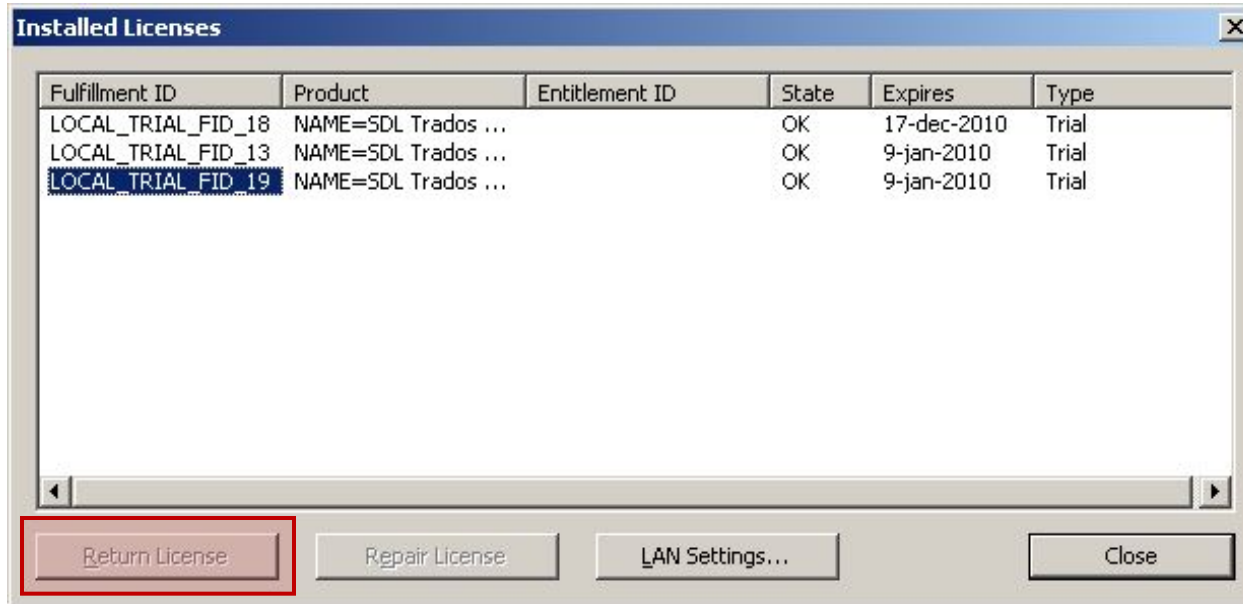 Installed Licenses
Fulfillment ID Product Entitlement ID State Expires Type
LOCAL_TRIAL_FID_18 NAME=SDL Trados ... OK 17-dec-2010 Trial
LOCAL_TRIAL_FID_13 NAME=SDL Trados ... OK 9-jan-2010 Trial
LOCAL_TRIAL_FID_19 NAME=SDL Trados ... OK 9-jan-2010 Trial
Return License Repair License LAN Settings... Close